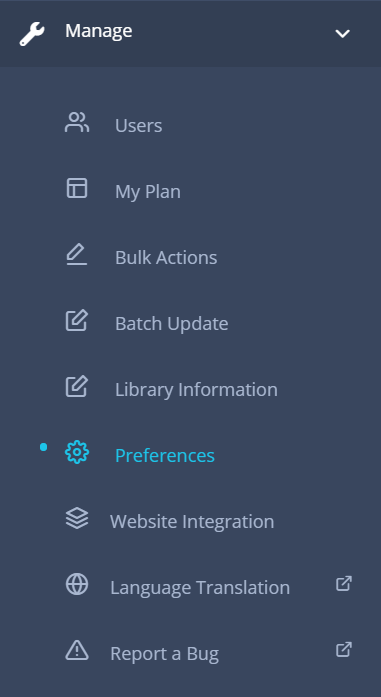 Manage
Users
My Plan
Bulk Actions
Batch Update
Library Information
Preferences
Website Integration
Language Translation
Report a Bug